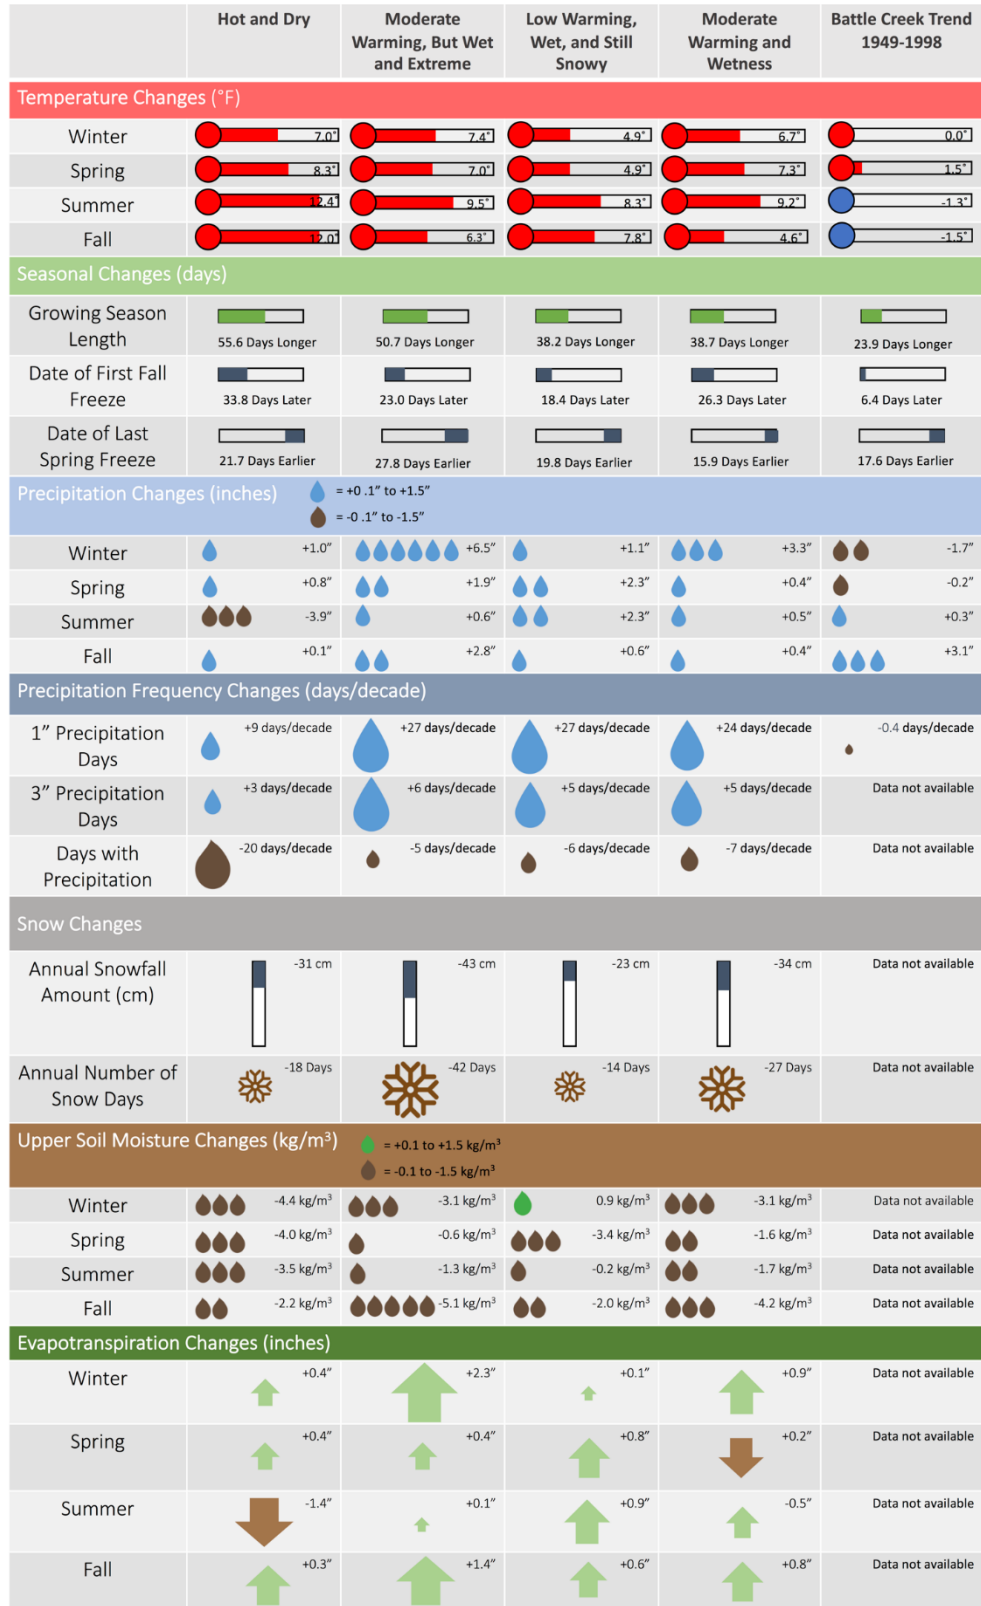 Hot and Dry
Moderate
Warming, But Wet
and Extreme
Low Warming,
Wet, and Still
Snowy
Moderate
Warming and
Wetness
Battle Creek Trend
1949-1998
Temperature Changes (°F)
Winter 7.0° 7.4° 4.9° 6.7° 0.0°
Spring 8.3° 7.0° 4.9° 7.3° 1.5°
Summer 12.4° 9.5° 8.3° 9.2° -1.3°
Fall 12.0° 6.3° 7.8° 4.6° -1.5°
Seasonal Changes (days)
Growing Season
Length
55.6 Days Longer 50.7 Days Longer 38.2 Days Longer 38.7 Days Longer 23.9 Days Longer
Date of First Fall
Freeze
33.8 Days Later 23.0 Days Later 18.4 Days Later 26.3 Days Later 6.4 Days Later
Date of Last
Spring Freeze
21.7 Days Earlier 27.8 Days Earlier 19.8 Days Earlier 15.9 Days Earlier 17.6 Days Earlier
Precipitation Changes (inches)
= +0 .1” to +1.5”
= -0 .1” to -1.5”
Winter +1.0” +6.5” +1.1” +3.3” -1.7”
Spring +0.8” +1.9” +2.3” +0.4” -0.2”
Summer -3.9” +0.6” +2.3” +0.5” +0.3”
Fall +0.1” +2.8” +0.6” +0.4” +3.1”
Precipitation Frequency Changes (days/decade)
1” Precipitation
Days
+9 days/decade +27 days/decade +27 days/decade +24 days/decade -0.4 days/decade
3” Precipitation
Days
+3 days/decade +6 days/decade +5 days/decade +5 days/decade Data not available
Days with
Precipitation
-20 days/decade -5 days/decade -6 days/decade -7 days/decade Data not available
Snow Changes
Annual Snowfall
Amount (cm)
-31 cm -43 cm -23 cm -34 cm Data not available
Annual Number of
Snow Days
-18 Days -42 Days -14 Days -27 Days Data not available
Upper Soil Moisture Changes (kg/m³)
= +0.1 to +1.5 kg/m³
= -0.1 to -1.5 kg/m³
Winter -4.4 kg/m³ -3.1 kg/m³ 0.9 kg/m³ -3.1 kg/m³ Data not available
Spring -4.0 kg/m³ -0.6 kg/m³ -3.4 kg/m³ -1.6 kg/m³ Data not available
Summer -3.5 kg/m³ -1.3 kg/m³ -0.2 kg/m³ -1.7 kg/m³ Data not available
Fall -2.2 kg/m³ -5.1 kg/m³ -2.0 kg/m³ -4.2 kg/m³ Data not available
Evapotranspiration Changes (inches)
Winter +0.4” +2.3” +0.1” +0.9” Data not available
Spring +0.4” +0.4” +0.8” +0.2” Data not available
Summer -1.4” +0.1” +0.9” -0.5” Data not available
Fall +0.3” +1.4” +0.6” +0.8” Data not available